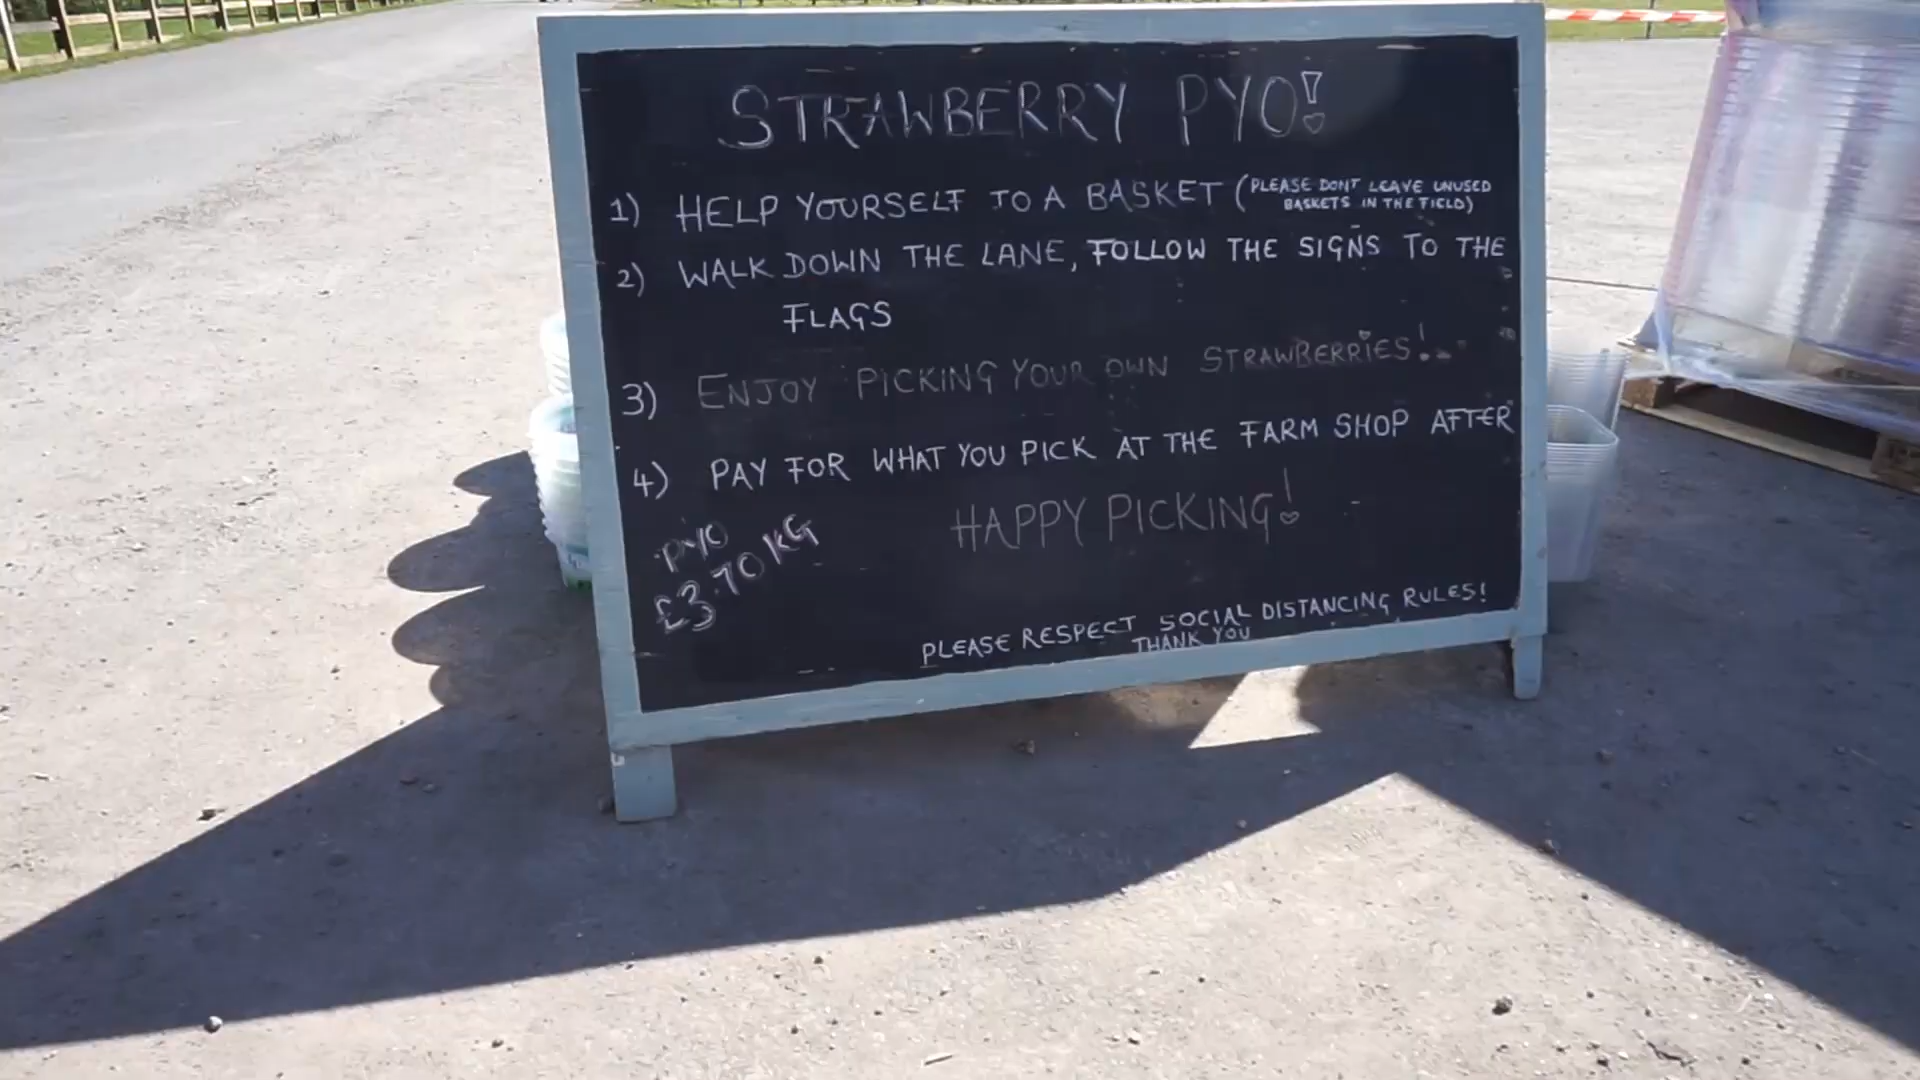 STRAWBERRY PYO!
1) HELP YOURSELF TO A BASKET (PLEASE DONT LEAVE UNUSED
BASKETS IN THE FIELD)
2) WALK DOWN THE LANE, FOLLOW THE SIGNS TO THE
FLAGS
3) ENJOY PICKING YOUR OWN STRAWBERRIES!
4) PAY FOR WHAT YOU PICK AT THE FARM SHOP AFTER
HAPPY PICKING!
PYO
£3.70 KG
PLEASE RESPECT SOCIAL DISTANCING RULES!
THANK YOU